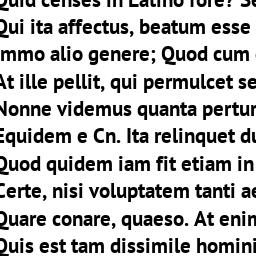 Quid censes in Latino fore? Se
Qui ita affectus, beatum esse
Immo alio genere; Quod cum
At ille pellit, qui permulcet se
Nonne videmus quanta pertur
Equidem e Cn. Ita relinquet du
Quod quidem iam fit etiam in
Certe, nisi voluptatem tanti ae
Quare conare, quaeso. At enim
Quis est tam dissimile homini